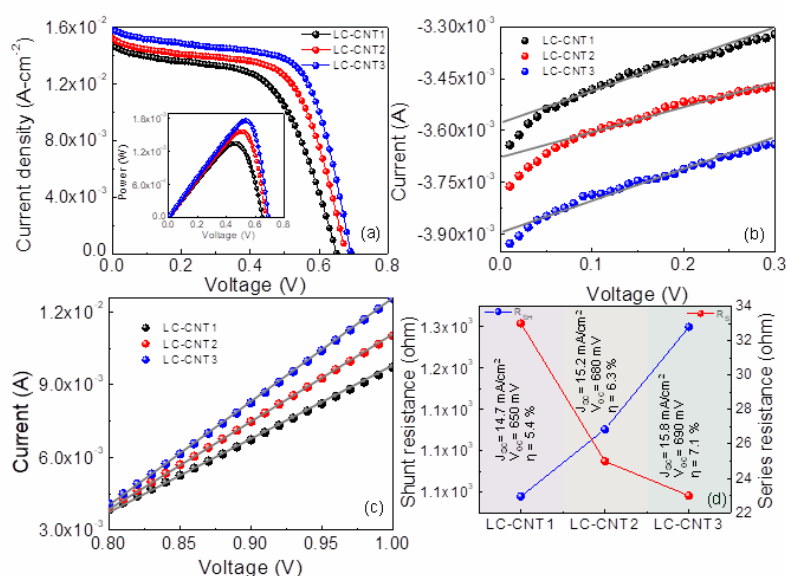 1.6x10⁻²
1.2x10⁻²
8.0x10⁻³
4.0x10⁻³
0.0
Current density (A-cm⁻²)
LC-CNT1
LC-CNT2
LC-CNT3
1.8x10⁻³
1.2x10⁻³
0.0
Power (W)
0.0 0.2 0.4 0.6 0.8
Voltage (V)
(a)
0.0 0.2 0.4 0.6 0.8
Voltage (V)
-3.30x10⁻³
-3.45x10⁻³
-3.60x10⁻³
-3.75x10⁻³
-3.90x10⁻³
Current (A)
LC-CNT1
LC-CNT2
LC-CNT3
(b)
0.0 0.1 0.2 0.3
Voltage (V)
1.2x10⁻²
9.0x10⁻³
6.0x10⁻³
3.0x10⁻³
Current (A)
LC-CNT1
LC-CNT2
LC-CNT3
(c)
0.80 0.85 0.90 0.95 1.00
Voltage (V)
1.3x10³
1.2x10³
1.1x10³
1.1x10³
Shunt resistance (ohm)
R_SH
R_S
J_SC = 14.7 mA/cm²
V_OC = 650 mV
η = 5.4 %
J_SC = 15.2 mA/cm²
V_OC = 680 mV
η = 6.3 %
J_SC = 15.8 mA/cm²
V_OC = 690 mV
η = 7.1 %
34
32
30
28
26
24
22
Series resistance (ohm)
(d)
LC-CNT1 LC-CNT2 LC-CNT3